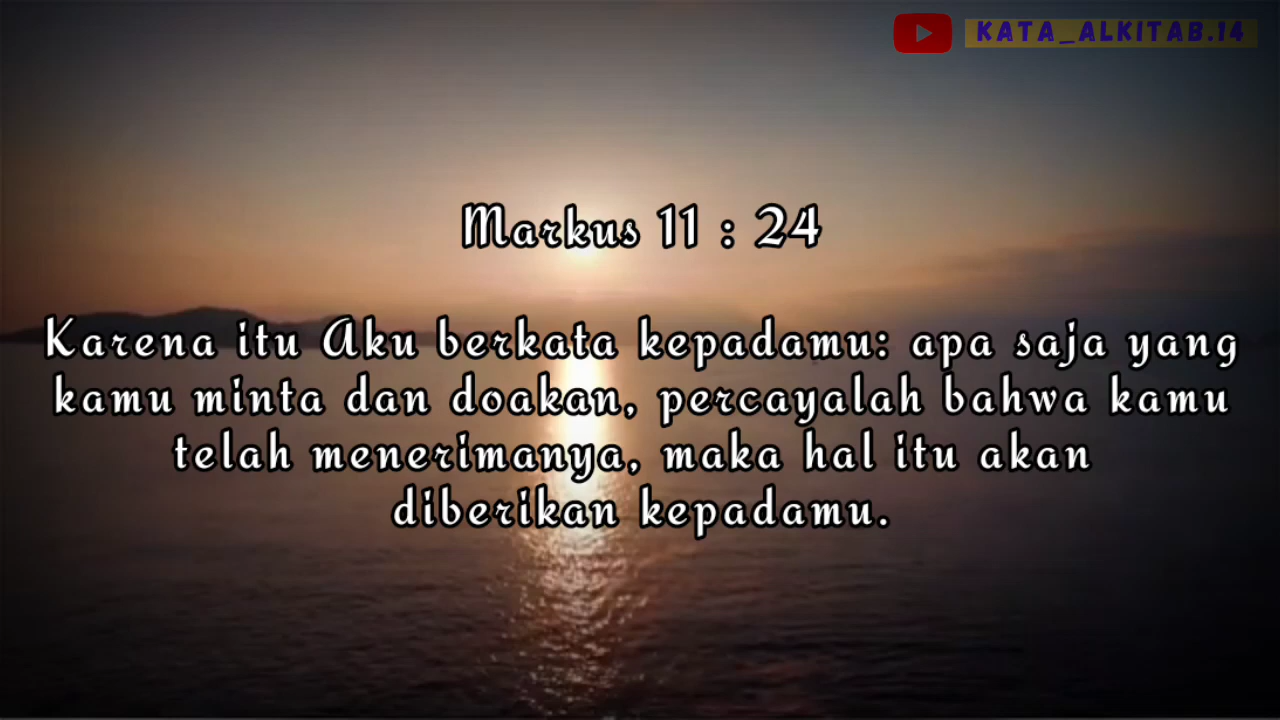 KATA_ALKITAB.14
Markus 11 : 24
Karena itu Aku berkata kepadamu: apa saja yang
kamu minta dan doakan, percayalah bahwa kamu
telah menerimanya, maka hal itu akan
diberikan kepadamu.